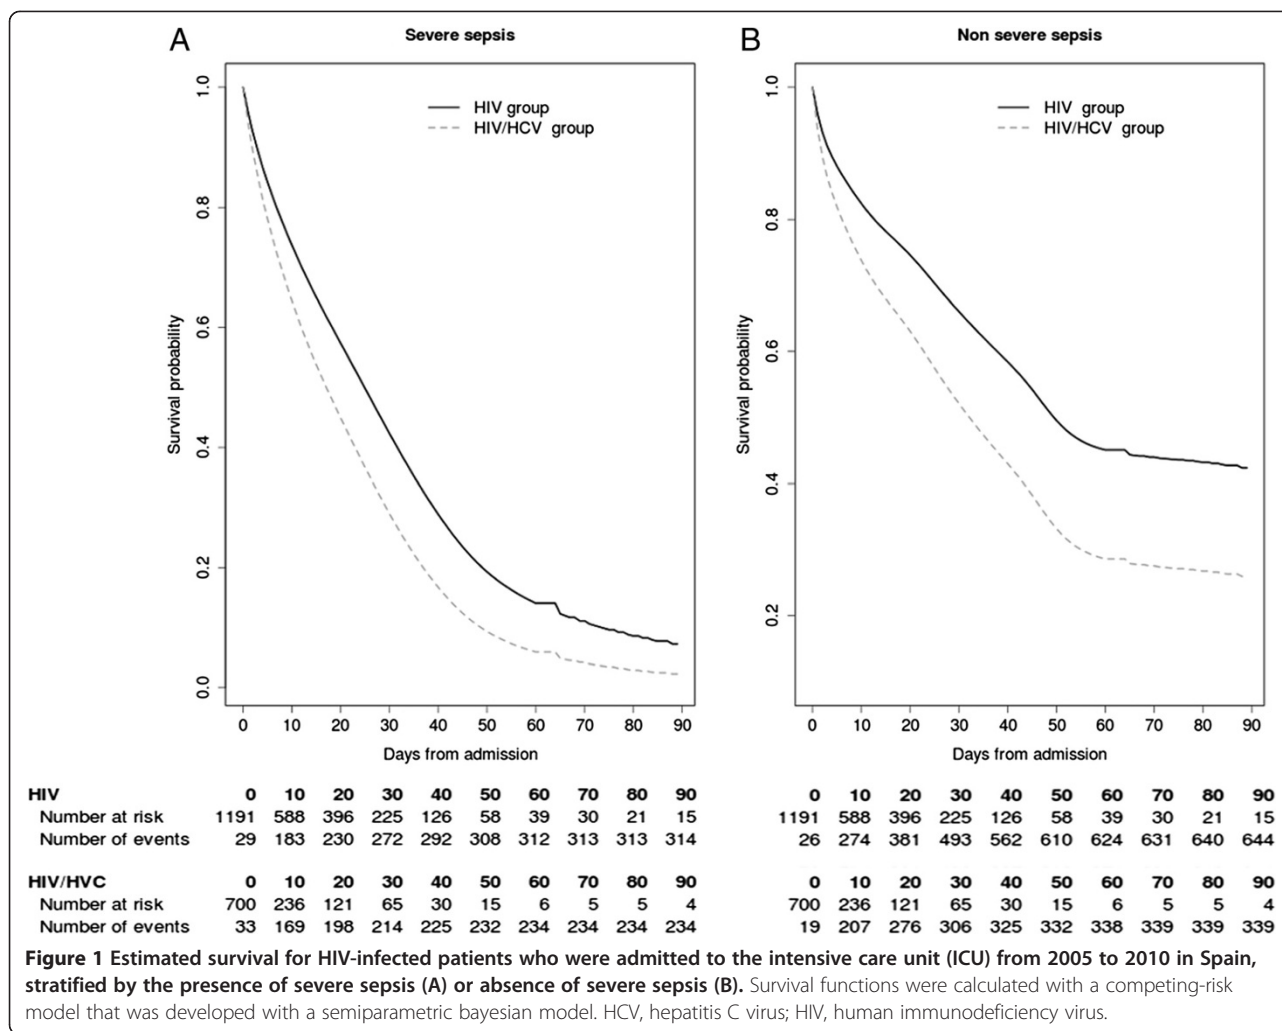 A
Severe sepsis
B
Non severe sepsis
HIV group
HIV/HCV group
HIV group
HIV/HCV group
Survival probability
1.0
0.8
0.6
0.4
0.2
0.0
0 10 20 30 40 50 60 70 80 90
Days from admission
Survival probability
1.0
0.8
0.6
0.4
0.2
0 10 20 30 40 50 60 70 80 90
Days from admission
HIV 0 10 20 30 40 50 60 70 80 90 0 10 20 30 40 50 60 70 80 90
Number at risk 1191 588 396 225 126 58 39 30 21 15 1191 588 396 225 126 58 39 30 21 15
Number of events 29 183 230 272 292 308 312 313 313 314 26 274 381 493 562 610 624 631 640 644
HIV/HVC 0 10 20 30 40 50 60 70 80 90 0 10 20 30 40 50 60 70 80 90
Number at risk 700 236 121 65 30 15 6 5 5 4 700 236 121 65 30 15 6 5 5 4
Number of events 33 169 198 214 225 232 234 234 234 234 19 207 276 306 325 332 338 339 339 339
Figure 1 Estimated survival for HIV-infected patients who were admitted to the intensive care unit (ICU) from 2005 to 2010 in Spain,
stratified by the presence of severe sepsis (A) or absence of severe sepsis (B). Survival functions were calculated with a competing-risk
model that was developed with a semiparametric bayesian model. HCV, hepatitis C virus; HIV, human immunodeficiency virus.